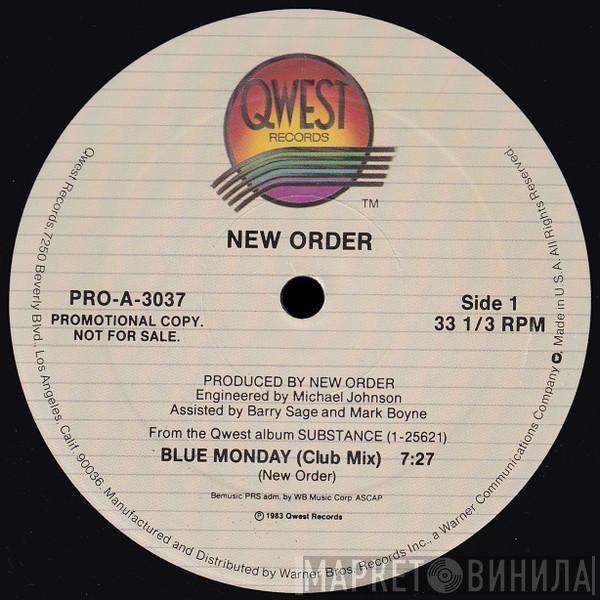 QWEST
RECORDS
TM
NEW ORDER
PRO-A-3037
PROMOTIONAL COPY.
NOT FOR SALE.
Side 1
33 1/3 RPM
PRODUCED BY NEW ORDER
Engineered by Michael Johnson
Assisted by Barry Sage and Mark Boyne
From the Qwest album SUBSTANCE (1-25621)
BLUE MONDAY (Club Mix) 7:27
(New Order)
Bemusic PRS adm. by WB Music Corp. ASCAP
℗ 1983 Qwest Records
Qwest Records, 7250 Beverly Blvd., Los Angeles, Calif. 90036. Manufactured and Distributed by Warner Bros. Records Inc., a Warner Communications Company. Made in U.S.A. All Rights Reserved.
МАРКЕТ ВИНИЛА